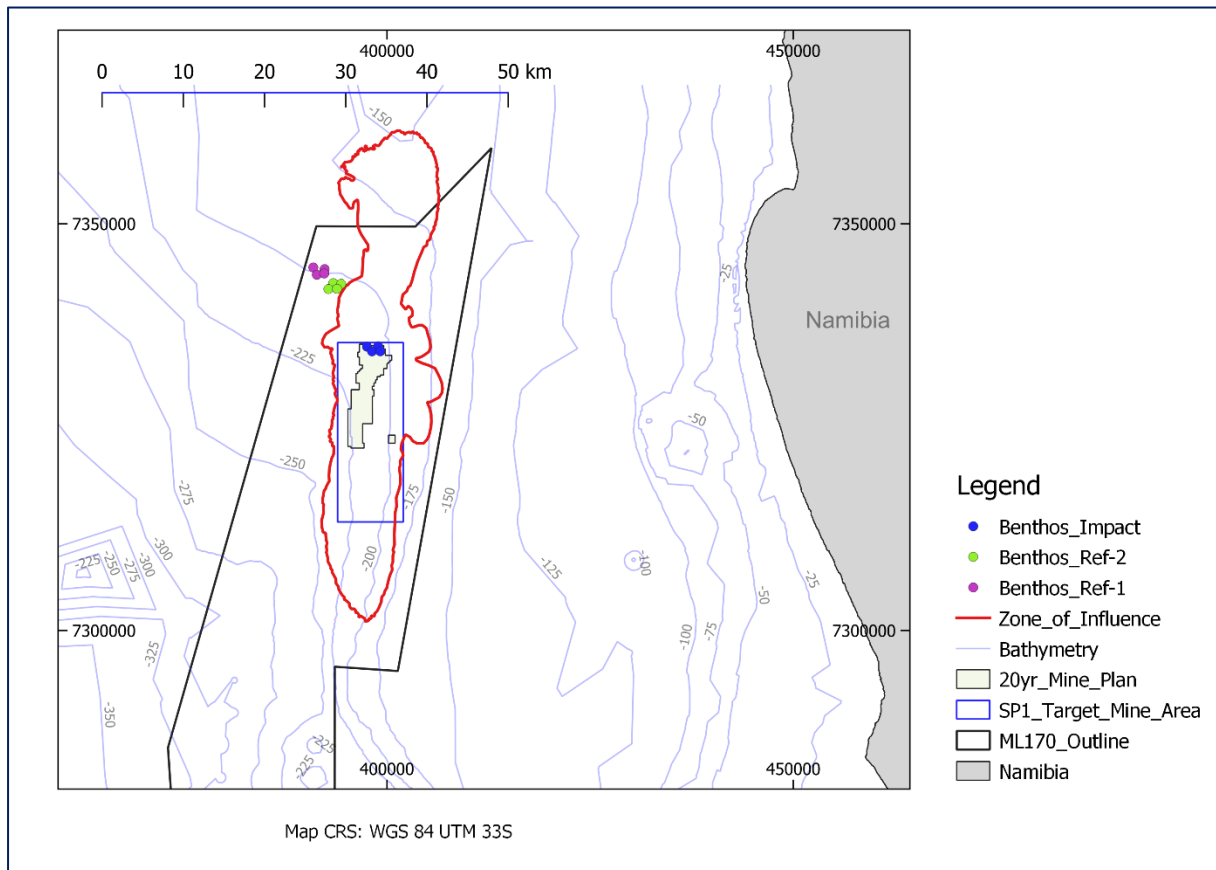 400000
450000
0 10 20 30 40 50 km
-150
7350000
7350000
-25
Namibia
-225
-50
-250
-275
-175
-150
-300
-225
-250
-275
-300
-200
-125
-100
-50
-25
-325
-100
-75
7300000
7300000
-350
-225
-225
400000
450000
Map CRS: WGS 84 UTM 33S
Legend
Benthos_Impact
Benthos_Ref-2
Benthos_Ref-1
Zone_of_Influence
Bathymetry
20yr_Mine_Plan
SP1_Target_Mine_Area
ML170_Outline
Namibia